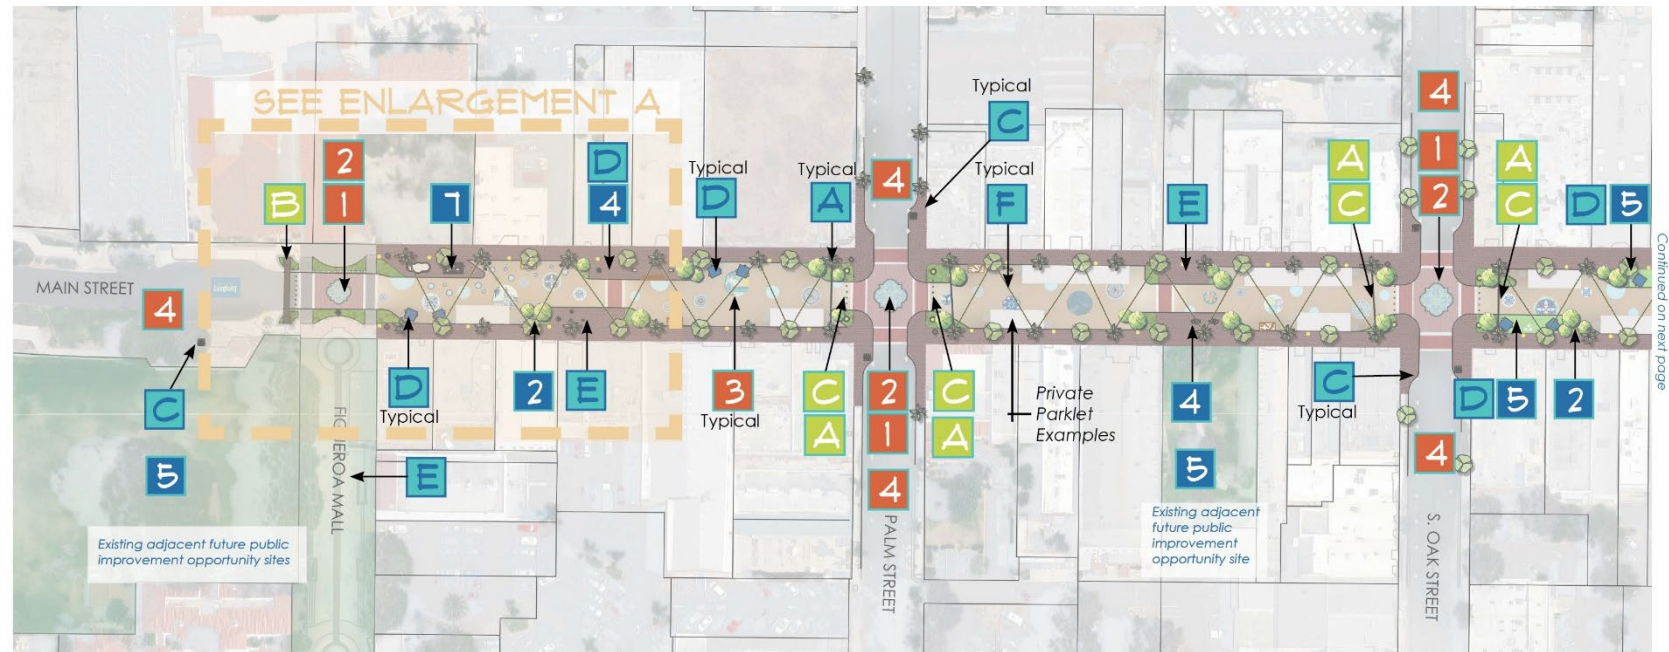 SEE ENLARGEMENT A
2
1
B
7
D
4
Typical
D
Typical
A
4
Typical
C
Typical
F
E
A
C
4
1
2
A
C
D 5
MAIN STREET
4
C
5
Existing adjacent future public
improvement opportunity sites
FIGUEROA MALL
D
Typical
2
E
E
3
Typical
C
A
2
1
4
PALM STREET
C
A
Private
Parklet
Examples
4
5
Existing adjacent
future public
improvement
opportunity site
C
Typical
4
S. OAK STREET
D 5
2
Continued on next page